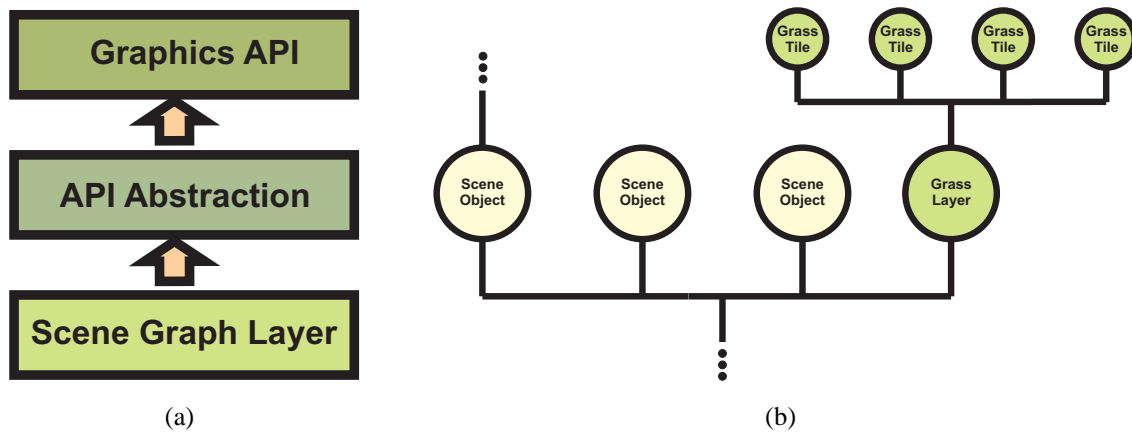 Graphics API
API Abstraction
Scene Graph Layer
(a)
Grass
Tile
Grass
Tile
Grass
Tile
Grass
Tile
Scene
Object
Scene
Object
Scene
Object
Grass
Layer
(b)